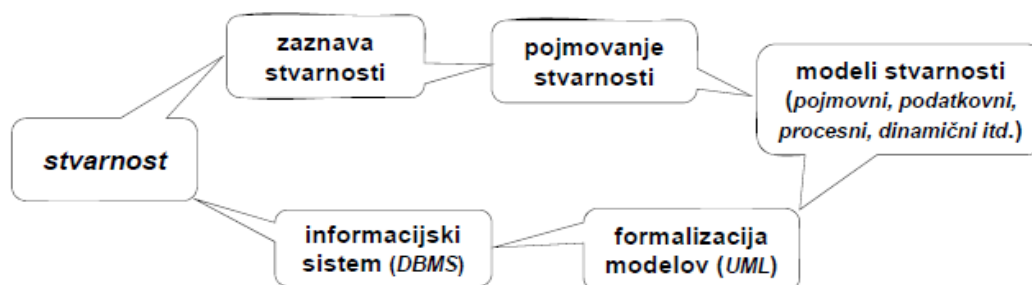 zaznava
stvarnosti
pojmovanje
stvarnosti
modeli stvarnosti
(pojmovni, podatkovni,
procesni, dinamični itd.)
stvarnost
informacijski
sistem (DBMS)
formalizacija
modelov (UML)